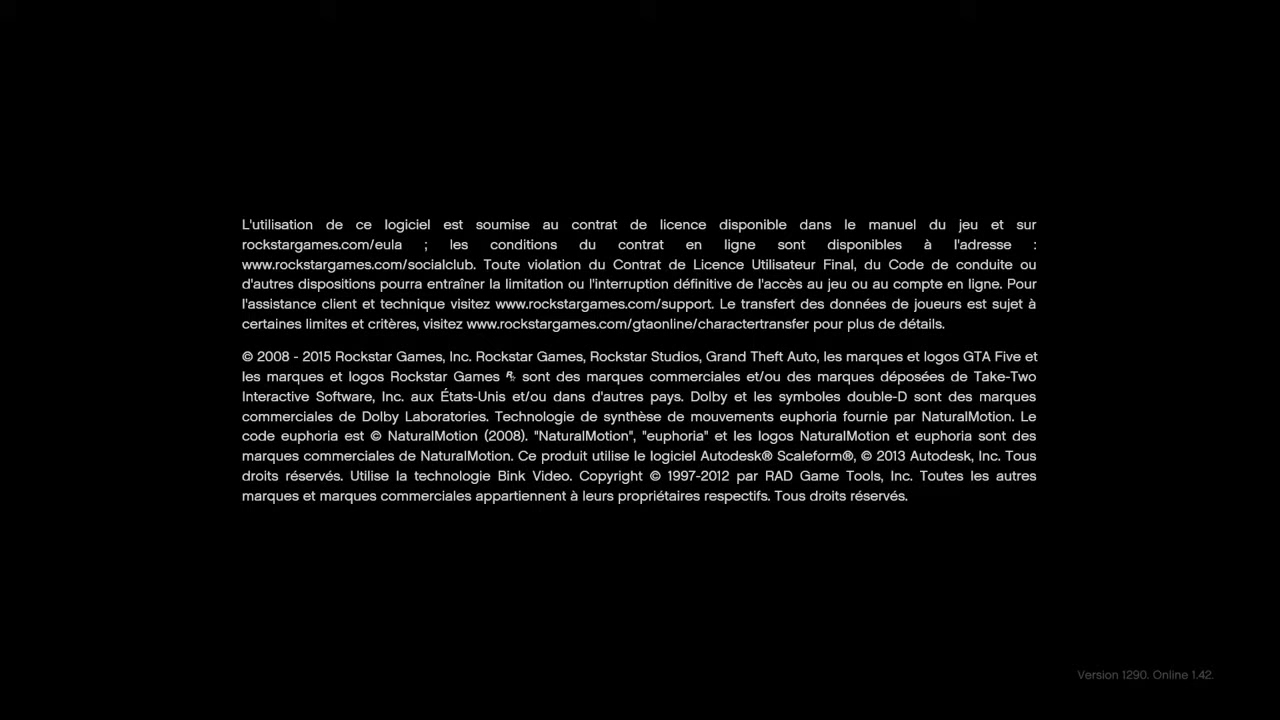 L'utilisation de ce logiciel est soumise au contrat de licence disponible dans le manuel du jeu et sur
rockstargames.com/eula ; les conditions du contrat en ligne sont disponibles à l'adresse :
www.rockstargames.com/socialclub. Toute violation du Contrat de Licence Utilisateur Final, du Code de conduite ou
d'autres dispositions pourra entraîner la limitation ou l'interruption définitive de l'accès au jeu ou au compte en ligne. Pour
l'assistance client et technique visitez www.rockstargames.com/support. Le transfert des données de joueurs est sujet à
certaines limites et critères, visitez www.rockstargames.com/gtaonline/charactertransfer pour plus de détails.
© 2008 - 2015 Rockstar Games, Inc. Rockstar Games, Rockstar Studios, Grand Theft Auto, les marques et logos GTA Five et
les marques et logos Rockstar Games R* sont des marques commerciales et/ou des marques déposées de Take-Two
Interactive Software, Inc. aux États-Unis et/ou dans d'autres pays. Dolby et les symboles double-D sont des marques
commerciales de Dolby Laboratories. Technologie de synthèse de mouvements euphoria fournie par NaturalMotion. Le
code euphoria est © NaturalMotion (2008). "NaturalMotion", "euphoria" et les logos NaturalMotion et euphoria sont des
marques commerciales de NaturalMotion. Ce produit utilise le logiciel Autodesk® Scaleform®, © 2013 Autodesk, Inc. Tous
droits réservés. Utilise la technologie Bink Video. Copyright © 1997-2012 par RAD Game Tools, Inc. Toutes les autres
marques et marques commerciales appartiennent à leurs propriétaires respectifs. Tous droits réservés.
Version 1290. Online 1.42.